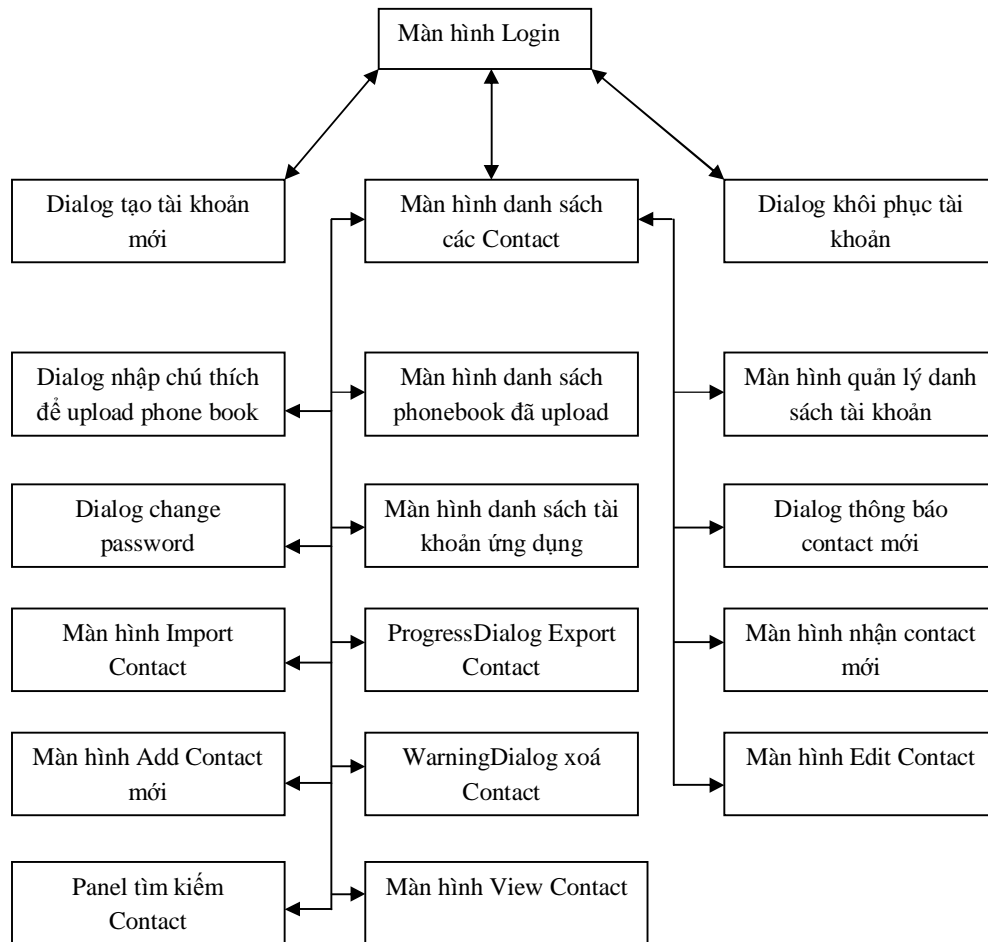 Màn hình Login
Dialog tạo tài khoản
mới
Màn hình danh sách
các Contact
Dialog khôi phục tài
khoản
Dialog nhập chú thích
để upload phone book
Màn hình danh sách
phonebook đã upload
Màn hình quản lý danh
sách tài khoản
Dialog change
password
Màn hình danh sách tài
khoản ứng dụng
Dialog thông báo
contact mới
Màn hình Import
Contact
ProgressDialog Export
Contact
Màn hình nhận contact
mới
Màn hình Add Contact
mới
WarningDialog xoá
Contact
Màn hình Edit Contact
Panel tìm kiếm
Contact
Màn hình View Contact